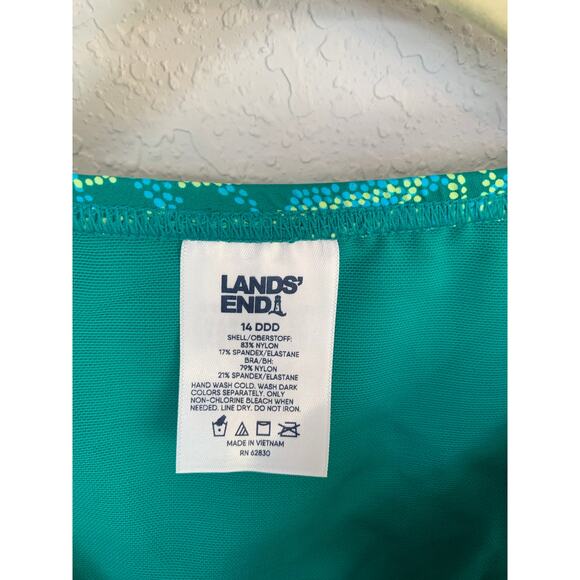 LANDS'
END
14 DDD
SHELL/OBERSTOFF:
83% NYLON
17% SPANDEX/ELASTANE
BRA/BH:
79% NYLON
21% SPANDEX/ELASTANE
HAND WASH COLD. WASH DARK
COLORS SEPARATELY. ONLY
NON-CHLORINE BLEACH WHEN
NEEDED. LINE DRY. DO NOT IRON.
MADE IN VIETNAM
RN 62830